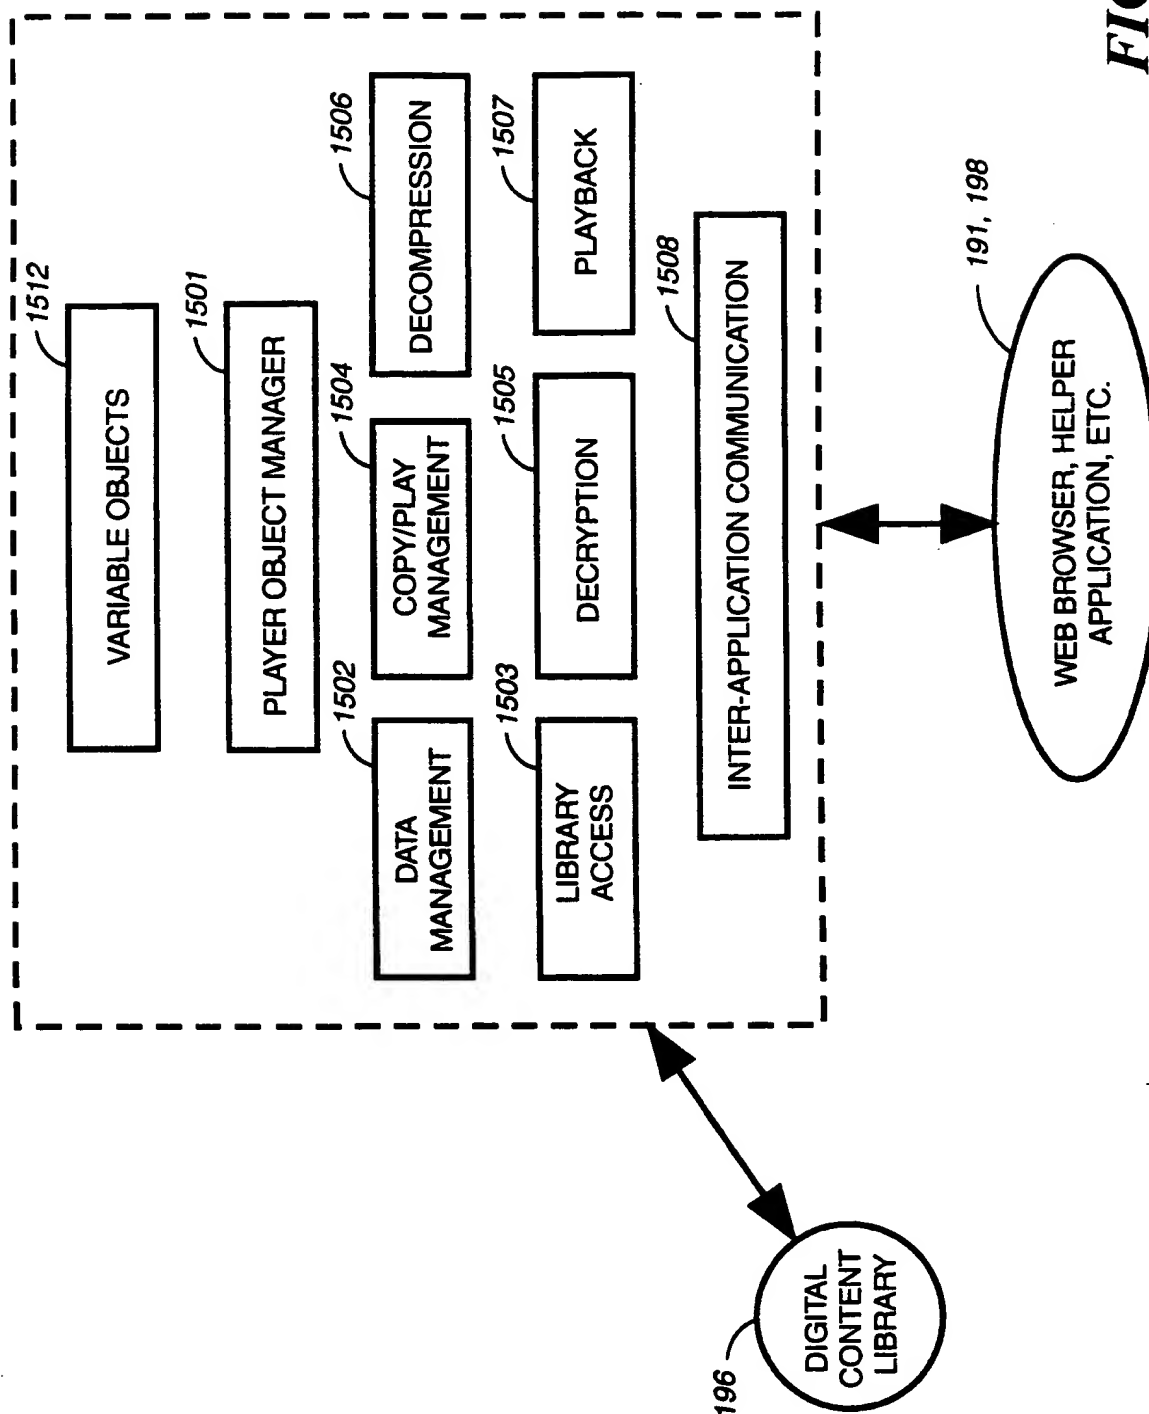 1512
VARIABLE OBJECTS
1501
PLAYER OBJECT MANAGER
1502
DATA
MANAGEMENT
1504
COPY/PLAY
MANAGEMENT
1506
DECOMPRESSION
1503
LIBRARY
ACCESS
1505
DECRYPTION
1507
PLAYBACK
1508
INTER-APPLICATION COMMUNICATION
196
DIGITAL
CONTENT
LIBRARY
191, 198
WEB BROWSER, HELPER
APPLICATION, ETC.